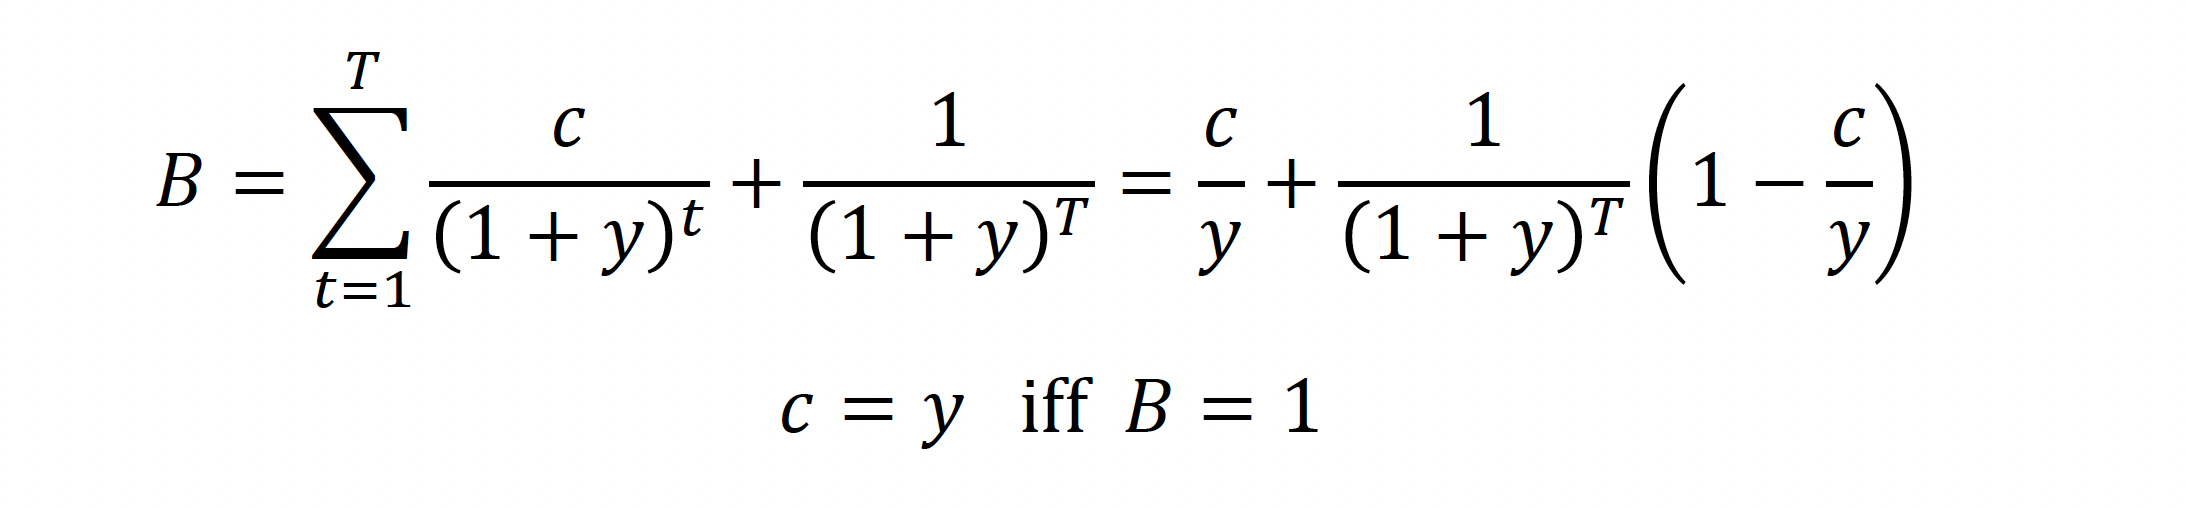 B = \sum_{t=1}^{T} \frac{c}{(1+y)^t} + \frac{1}{(1+y)^T} = \frac{c}{y} + \frac{1}{(1+y)^T} \left( 1 - \frac{c}{y} \right)
c = y iff B = 1